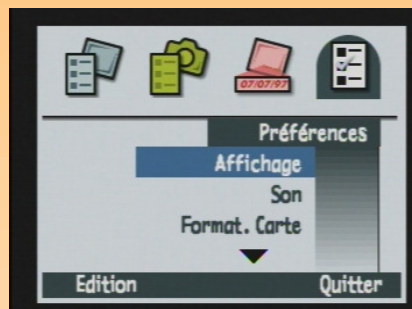 07/07/97
Préférences
Affichage
Son
Format. Carte
Edition
Quitter